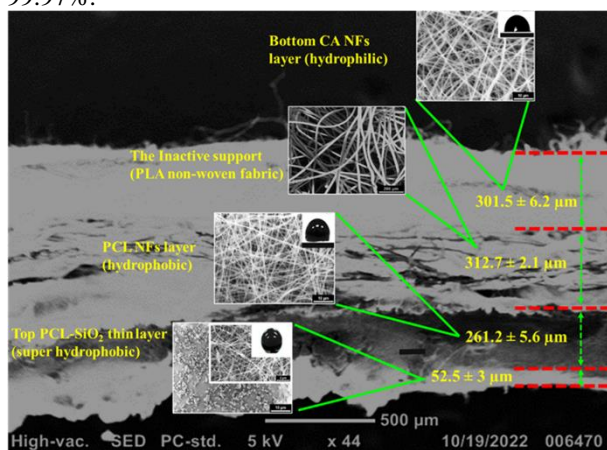 99.97%.
Bottom CA NFs
layer (hydrophilic)
The Inactive support
(PLA non-woven fabric)
301.5 ± 6.2 µm
312.7 ± 2.1 µm
PCL NFs layer
(hydrophobic)
261.2 ± 5.6 µm
Top PCL-SiO₂ thin layer
(super hydrophobic)
52.5 ± 3 µm
500 µm
High-vac. SED PC-std. 5 kV x 44 10/19/2022 006470